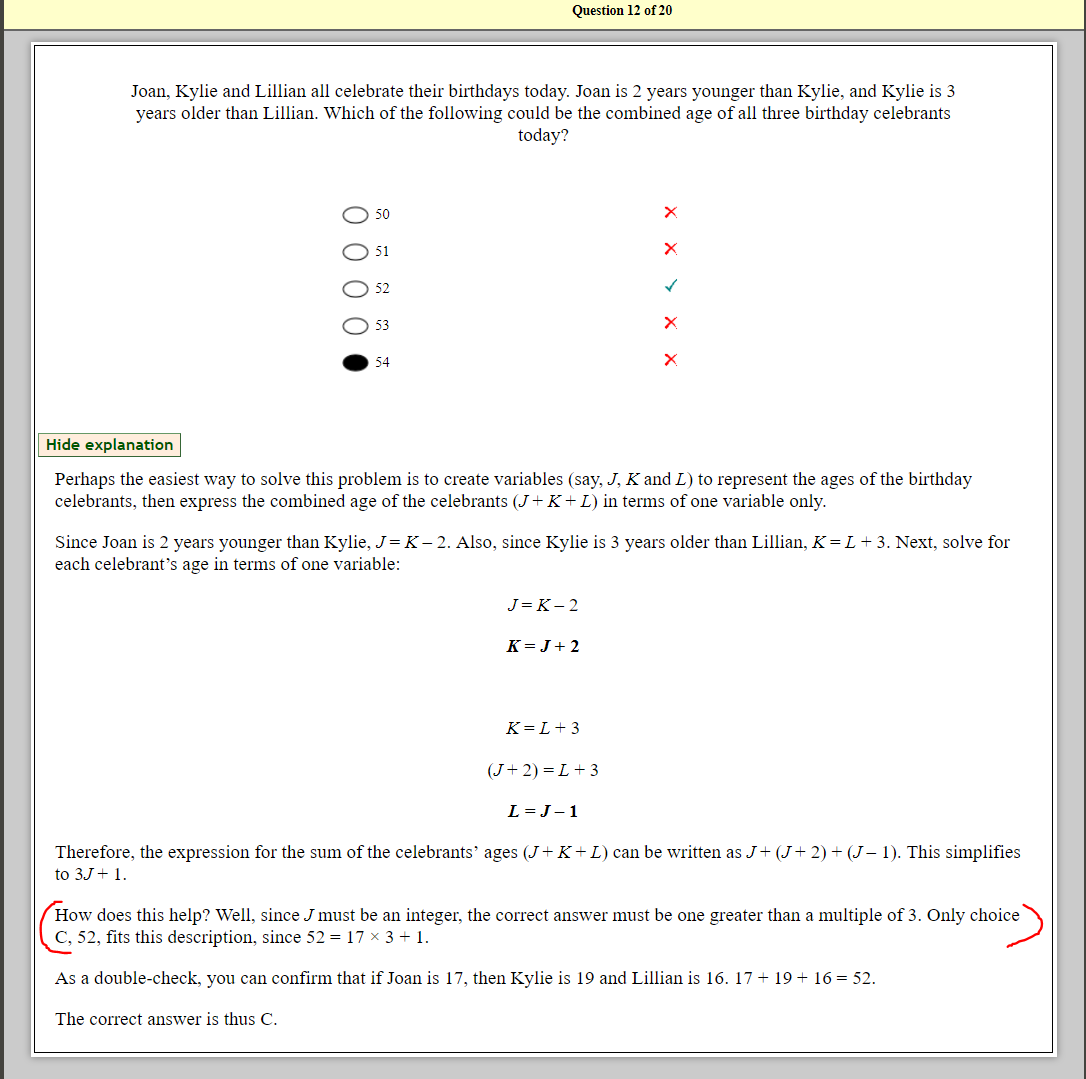 Question 12 of 20
Joan, Kylie and Lillian all celebrate their birthdays today. Joan is 2 years younger than Kylie, and Kylie is 3
years older than Lillian. Which of the following could be the combined age of all three birthday celebrants
today?
50
51
52
53
54
Hide explanation
Perhaps the easiest way to solve this problem is to create variables (say, J, K and L) to represent the ages of the birthday
celebrants, then express the combined age of the celebrants (J + K + L) in terms of one variable only.
Since Joan is 2 years younger than Kylie, J = K – 2. Also, since Kylie is 3 years older than Lillian, K = L + 3. Next, solve for
each celebrant’s age in terms of one variable:
J = K – 2
K = J + 2
K = L + 3
(J + 2) = L + 3
L = J – 1
Therefore, the expression for the sum of the celebrants’ ages (J + K + L) can be written as J + (J + 2) + (J – 1). This simplifies
to 3J + 1.
How does this help? Well, since J must be an integer, the correct answer must be one greater than a multiple of 3. Only choice
C, 52, fits this description, since 52 = 17 × 3 + 1.
As a double-check, you can confirm that if Joan is 17, then Kylie is 19 and Lillian is 16. 17 + 19 + 16 = 52.
The correct answer is thus C.